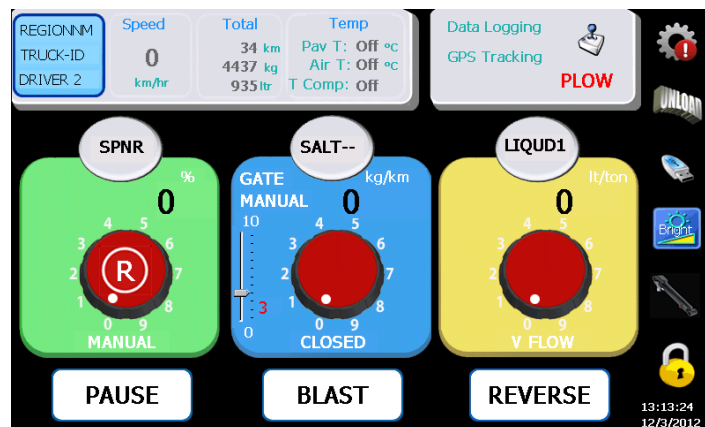 REGIONNM
TRUCK-ID
DRIVER 2
Speed
0
km/hr
Total
34 km
4437 kg
935 ltr
Temp
Pav T: Off ºc
Air T: Off ºc
T Comp: Off
Data Logging
GPS Tracking
PLOW
UNLOAD
Bright
SPNR
%
0
0 1 2 3 4 5 6 7 8 9
R
MANUAL
SALT--
GATE
MANUAL
kg/km
0
10
3
0
0 1 2 3 4 5 6 7 8 9
CLOSED
LIQUD1
lt/ton
0
0 1 2 3 4 5 6 7 8 9
V FLOW
PAUSE
BLAST
REVERSE
13:13:24
12/3/2012